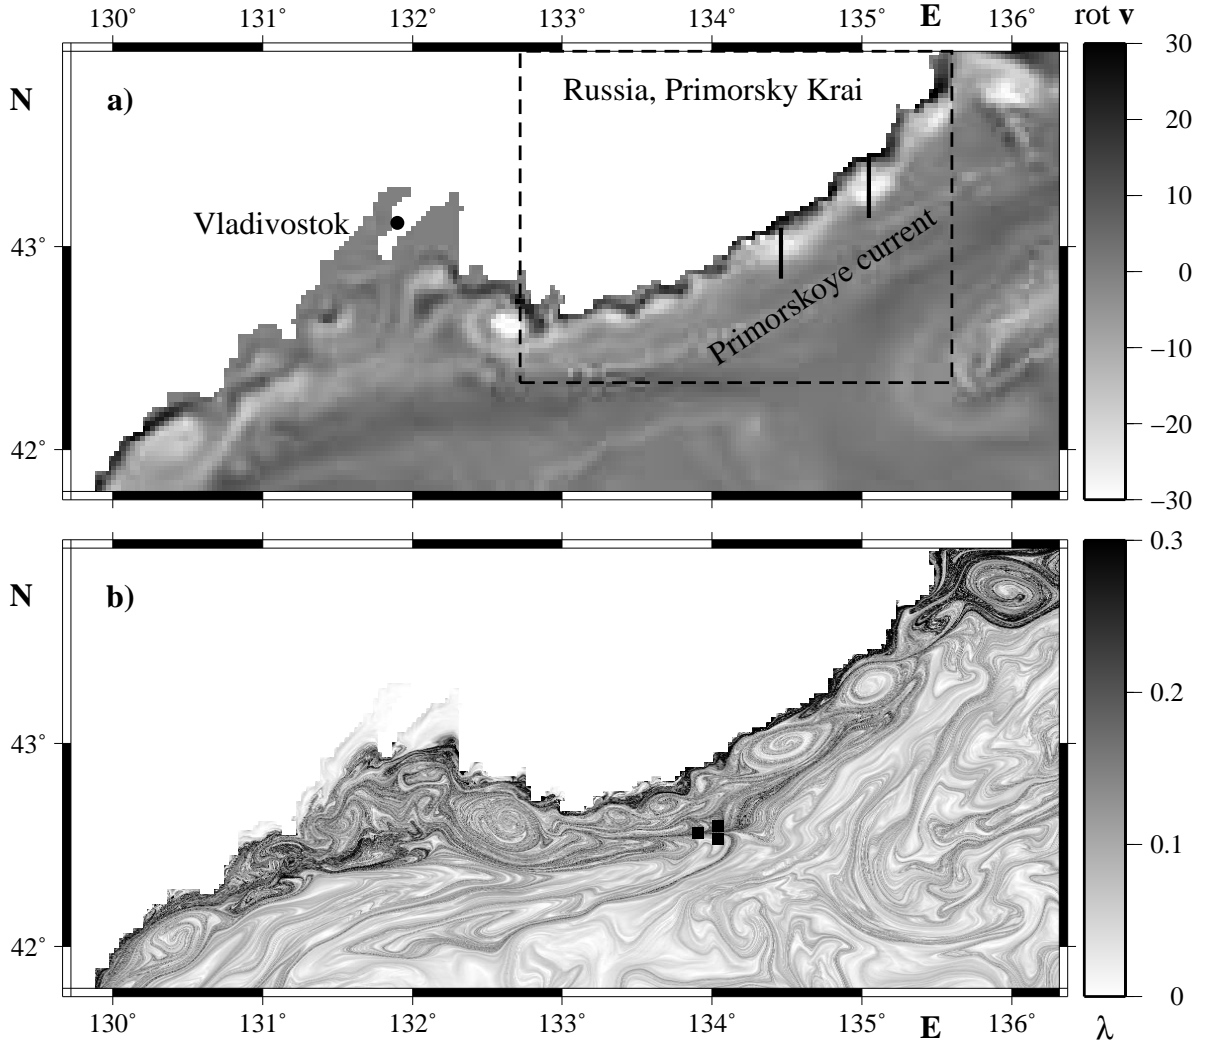 130° 131° 132° 133° 134° 135° E 136° rot v
N a) Russia, Primorsky Krai
Vladivostok
43°
Primorskoye current
42°
30
20
10
0
−10
−20
−30
N b)
43°
42°
0.3
0.2
0.1
0
130° 131° 132° 133° 134° 135° E 136° λ